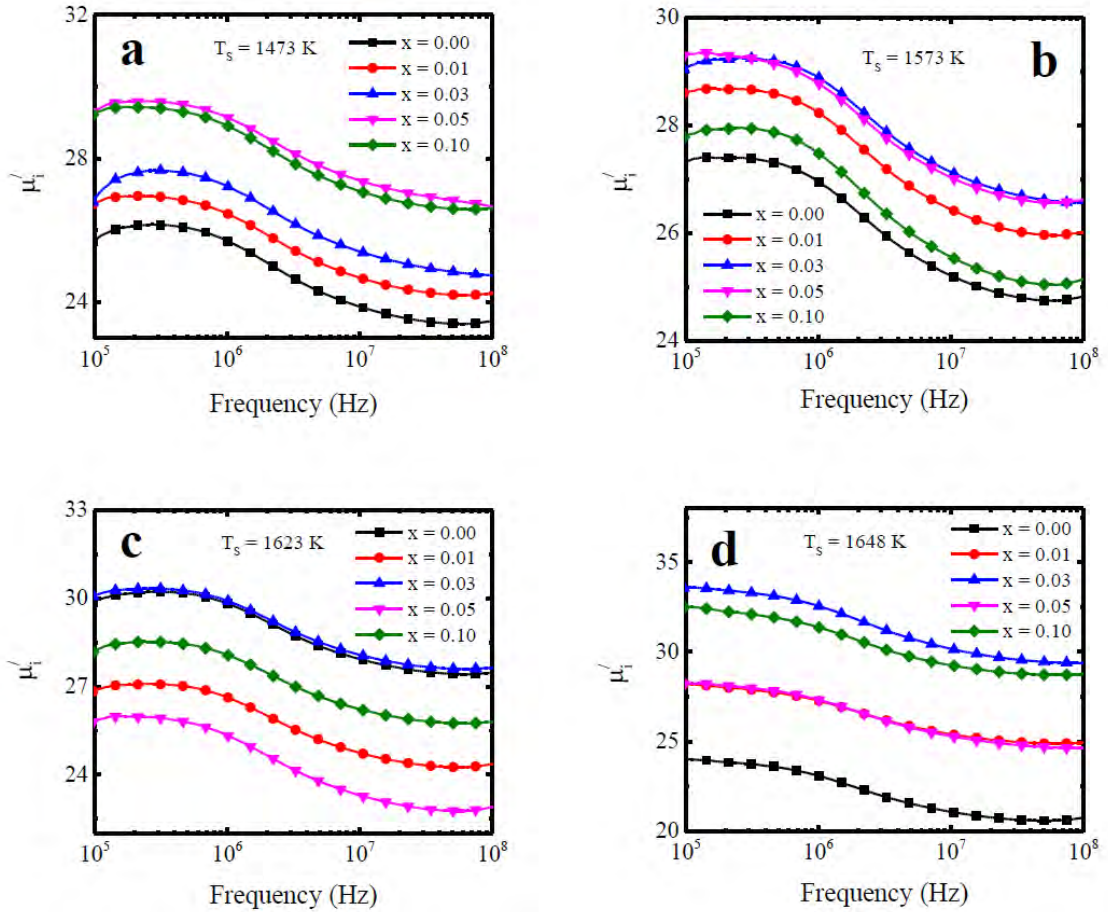 a
T_S = 1473 K
x = 0.00
x = 0.01
x = 0.03
x = 0.05
x = 0.10
32
28
24
μ_i^/
10^5
10^6
10^7
10^8
Frequency (Hz)
b
T_S = 1573 K
x = 0.00
x = 0.01
x = 0.03
x = 0.05
x = 0.10
30
28
26
24
μ_i^/
10^5
10^6
10^7
10^8
Frequency (Hz)
c
T_S = 1623 K
x = 0.00
x = 0.01
x = 0.03
x = 0.05
x = 0.10
33
30
27
24
μ_i^/
10^5
10^6
10^7
10^8
Frequency (Hz)
d
T_S = 1648 K
x = 0.00
x = 0.01
x = 0.03
x = 0.05
x = 0.10
35
30
25
20
μ_i^/
10^5
10^6
10^7
10^8
Frequency (Hz)